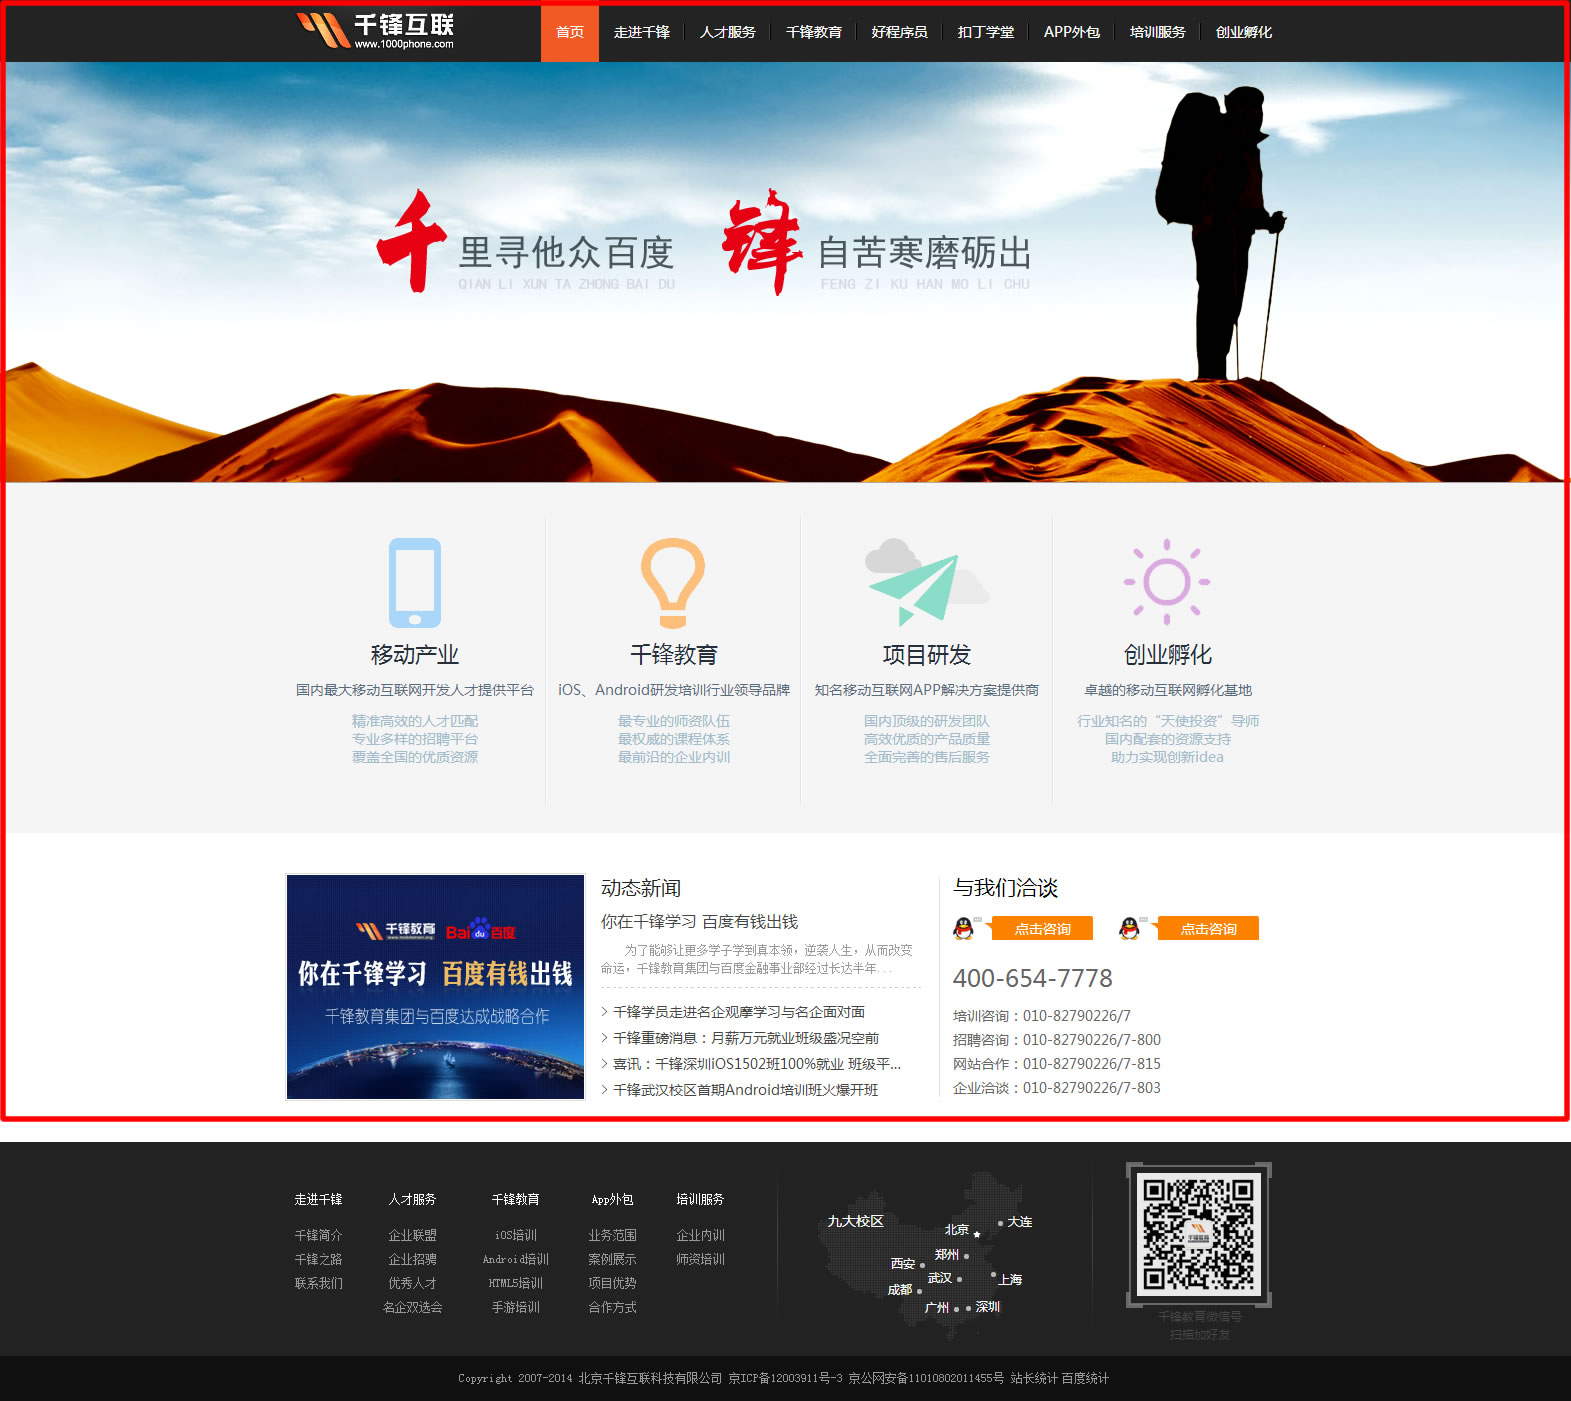 千锋互联
www.1000phone.com
首页 走进千锋 人才服务 千锋教育 好程序员 扣丁学堂 APP外包 培训服务 创业孵化
千里寻他众百度 锋自苦寒磨砺出
QIAN LI XUN TA ZHONG BAI DU FENG ZI KU HAN MO LI CHU
移动产业
国内最大移动互联网开发人才提供平台
精准高效的人才匹配
专业多样的招聘平台
覆盖全国的优质资源
千锋教育
iOS、Android研发培训行业领导品牌
最专业的师资队伍
最权威的课程体系
最前沿的企业内训
项目研发
知名移动互联网APP解决方案提供商
国内顶级的研发团队
高效优质的产品质量
全面完善的售后服务
创业孵化
卓越的移动互联网孵化基地
行业知名的“天使投资”导师
国内配套的资源支持
助力实现创新idea
千锋教育 Bai du 百度
你在千锋学习 百度有钱出钱
千锋教育集团与百度达成战略合作
动态新闻
你在千锋学习 百度有钱出钱
为了能够让更多学子学到真本领，逆袭人生，从而改变
命运，千锋教育集团与百度金融事业部经过长达半年...
> 千锋学员走进名企观摩学习与名企面对面
> 千锋重磅消息：月薪万元就业班级盛况空前
> 喜讯：千锋深圳iOS1502班100%就业 班级平...
> 千锋武汉校区首期Android培训班火爆开班
与我们洽谈
点击咨询 点击咨询
400-654-7778
培训咨询：010-82790226/7
招聘咨询：010-82790226/7-800
网站合作：010-82790226/7-815
企业洽谈：010-82790226/7-803
走进千锋
千锋简介
千锋之路
联系我们
人才服务
企业联盟
企业招骋
优秀人才
名企双选会
千锋教育
iOS培训
Android培训
HTML5培训
手游培训
App外包
业务范围
案例展示
项目优势
合作方式
培训服务
企业内训
师资培训
九大校区
北京
大连
郑州
西安
武汉
上海
成都
广州
深圳
千锋教育
千锋教育微信号
扫描加好友
Copyright 2007-2014 北京千锋互联科技有限公司 京ICP备12003911号-3 京公网安备11010802011455号 站长统计 百度统计